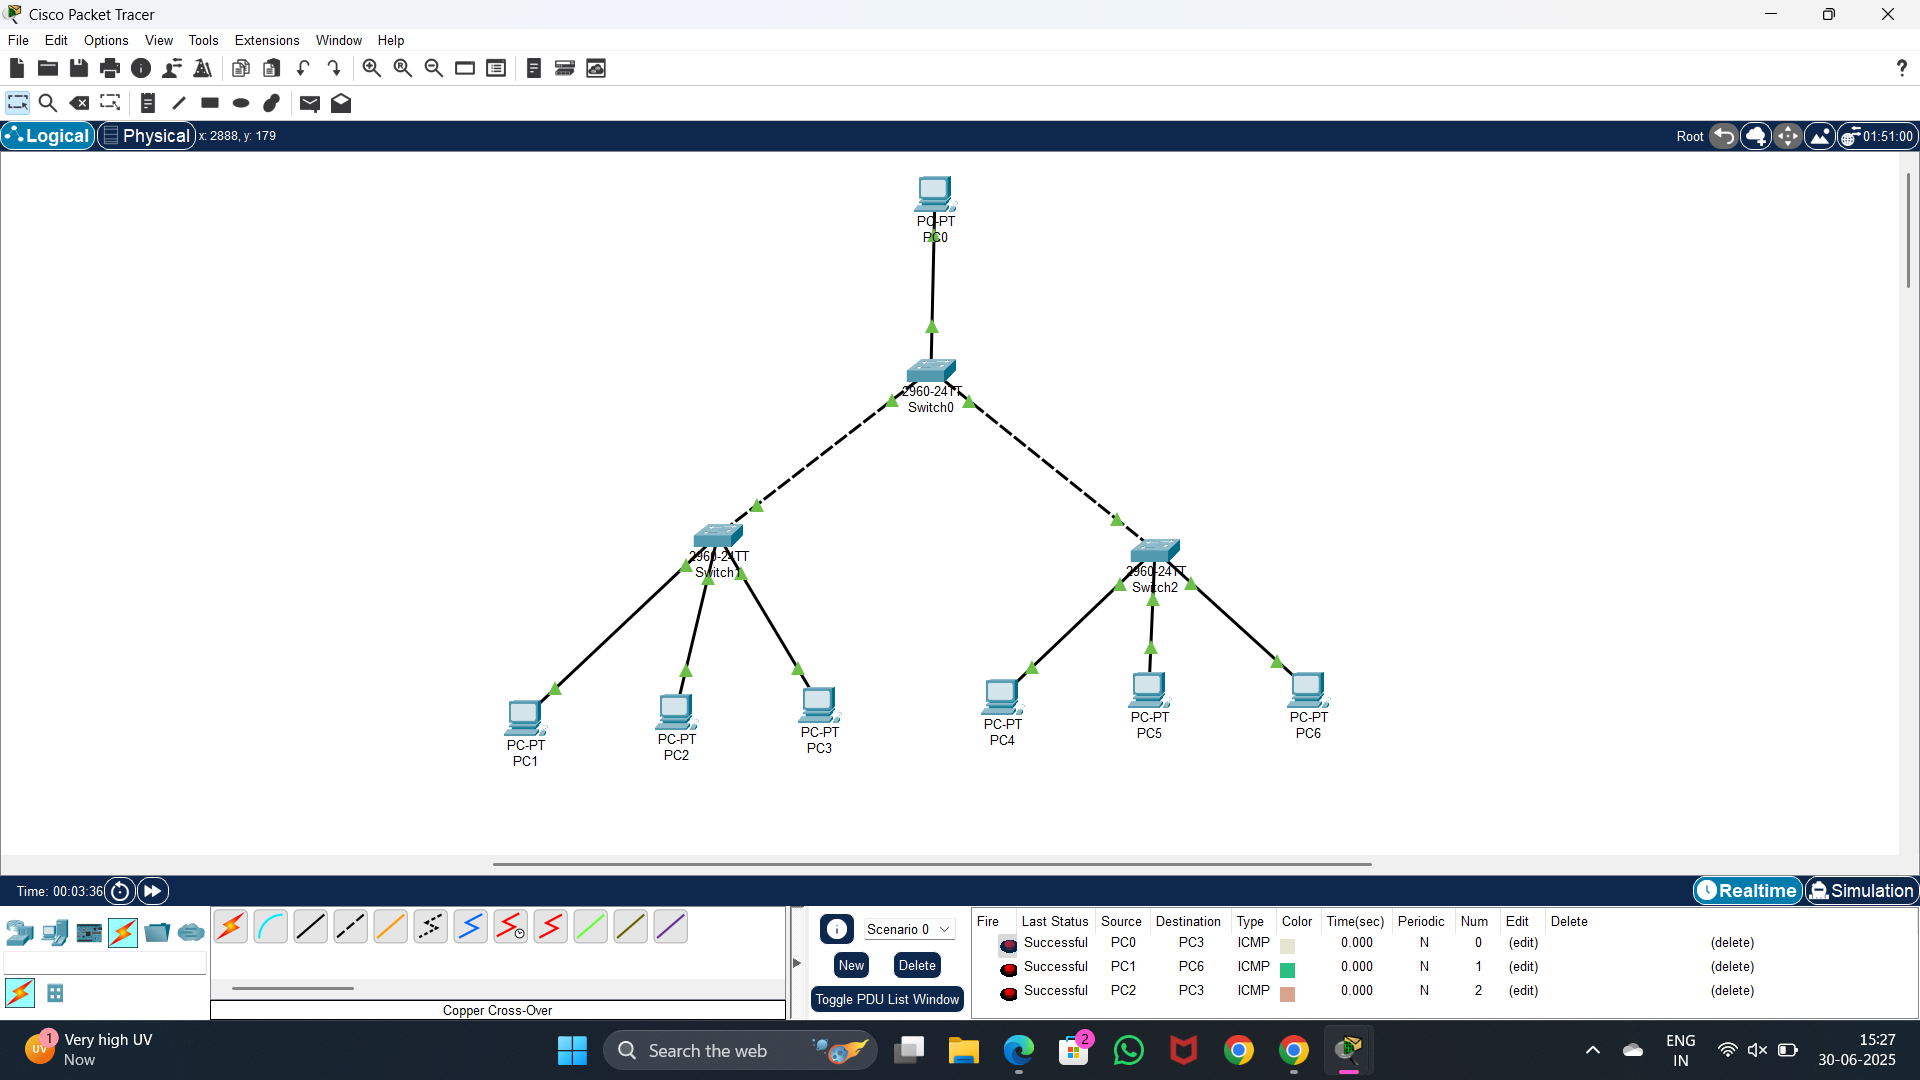 Cisco Packet Tracer
File Edit Options View Tools Extensions Window Help
?
Logical Physical x: 2888, y: 179 Root 01:51:00
PC-PT
PC0
2960-24TT
Switch0
2960-24TT
Switch1
2960-24TT
Switch2
PC-PT
PC1
PC-PT
PC2
PC-PT
PC3
PC-PT
PC4
PC-PT
PC5
PC-PT
PC6
Time: 00:03:36 Realtime Simulation
Scenario 0
New Delete
Toggle PDU List Window
Copper Cross-Over
Fire Last Status Source Destination Type Color Time(sec) Periodic Num Edit Delete
Successful PC0 PC3 ICMP 0.000 N 0 (edit) (delete)
Successful PC1 PC6 ICMP 0.000 N 1 (edit) (delete)
Successful PC2 PC3 ICMP 0.000 N 2 (edit) (delete)
UV 1 Very high UV
Now
Search the web
2
ENG
IN
15:27
30-06-2025